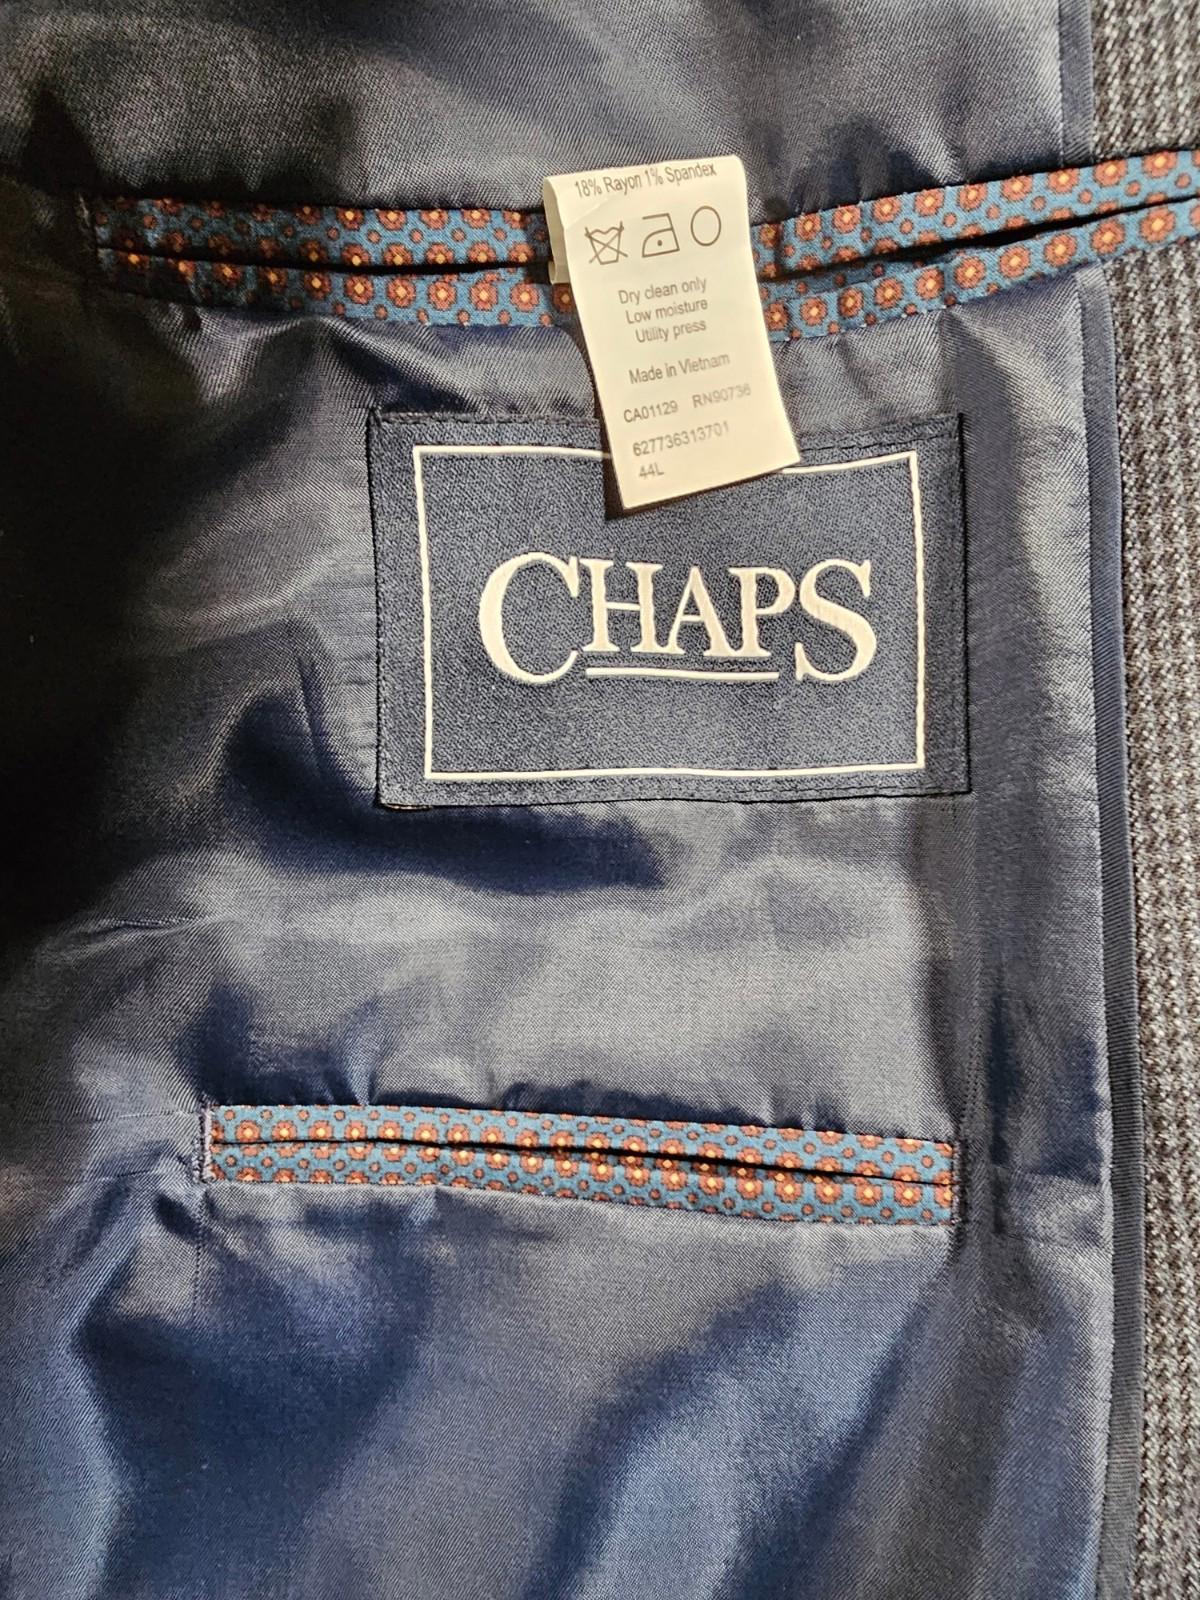 18% Rayon 1% Spandex
Dry clean only
Low moisture
Utility press
Made in Vietnam
CA01129 RN90736
627736313701
44L
CHAPS